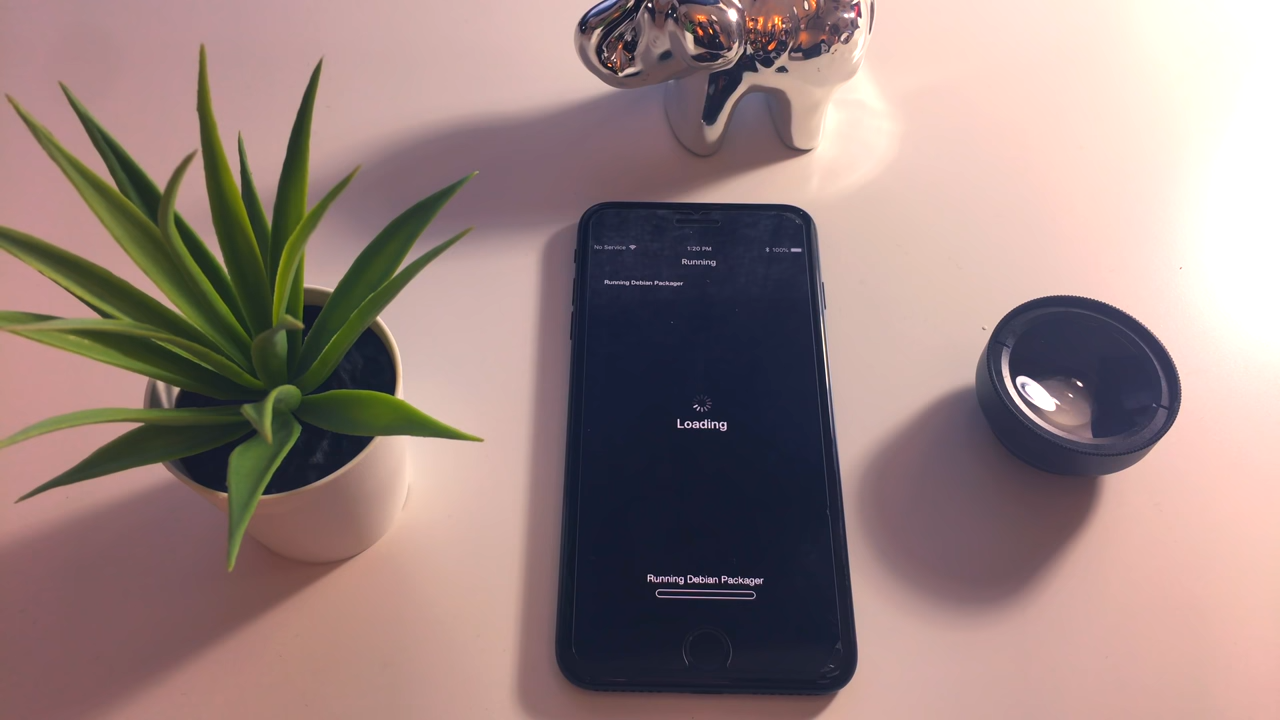 No Service 1:20 PM 100%
Running
Running Debian Packager
Loading
Running Debian Packager